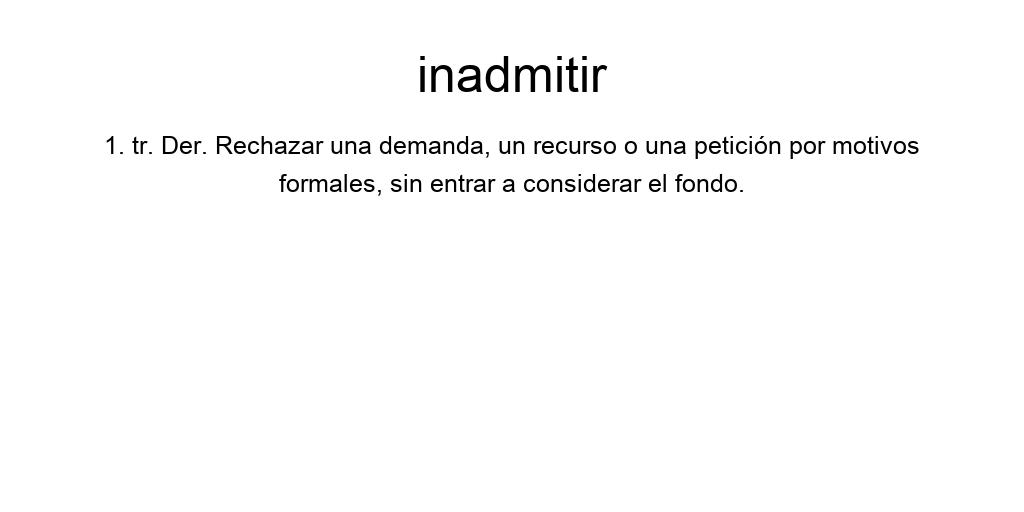 inadmitir
1. tr. Der. Rechazar una demanda, un recurso o una petición por motivos
formales, sin entrar a considerar el fondo.